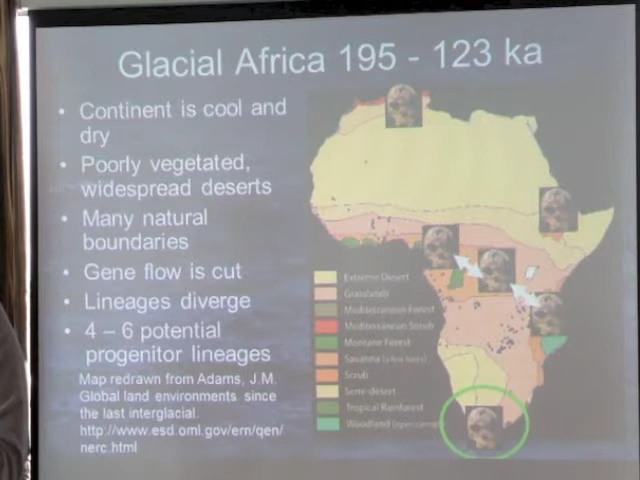 Glacial Africa 195 - 123 ka
• Continent is cool and
dry
• Poorly vegetated,
widespread deserts
• Many natural
boundaries
• Gene flow is cut
• Lineages diverge
• 4 – 6 potential
progenitor lineages
Map redrawn from Adams, J.M.
Global land environments since
the last interglacial.
http://www.esd.ornl.gov/ern/qen/
nerc.html
Extreme Desert
Grasslands
Mediterranean Forest
Mediterranean Scrub
Montane Forest
Savanna
Scrub
Semi-desert
Tropical Rainforest
Woodland